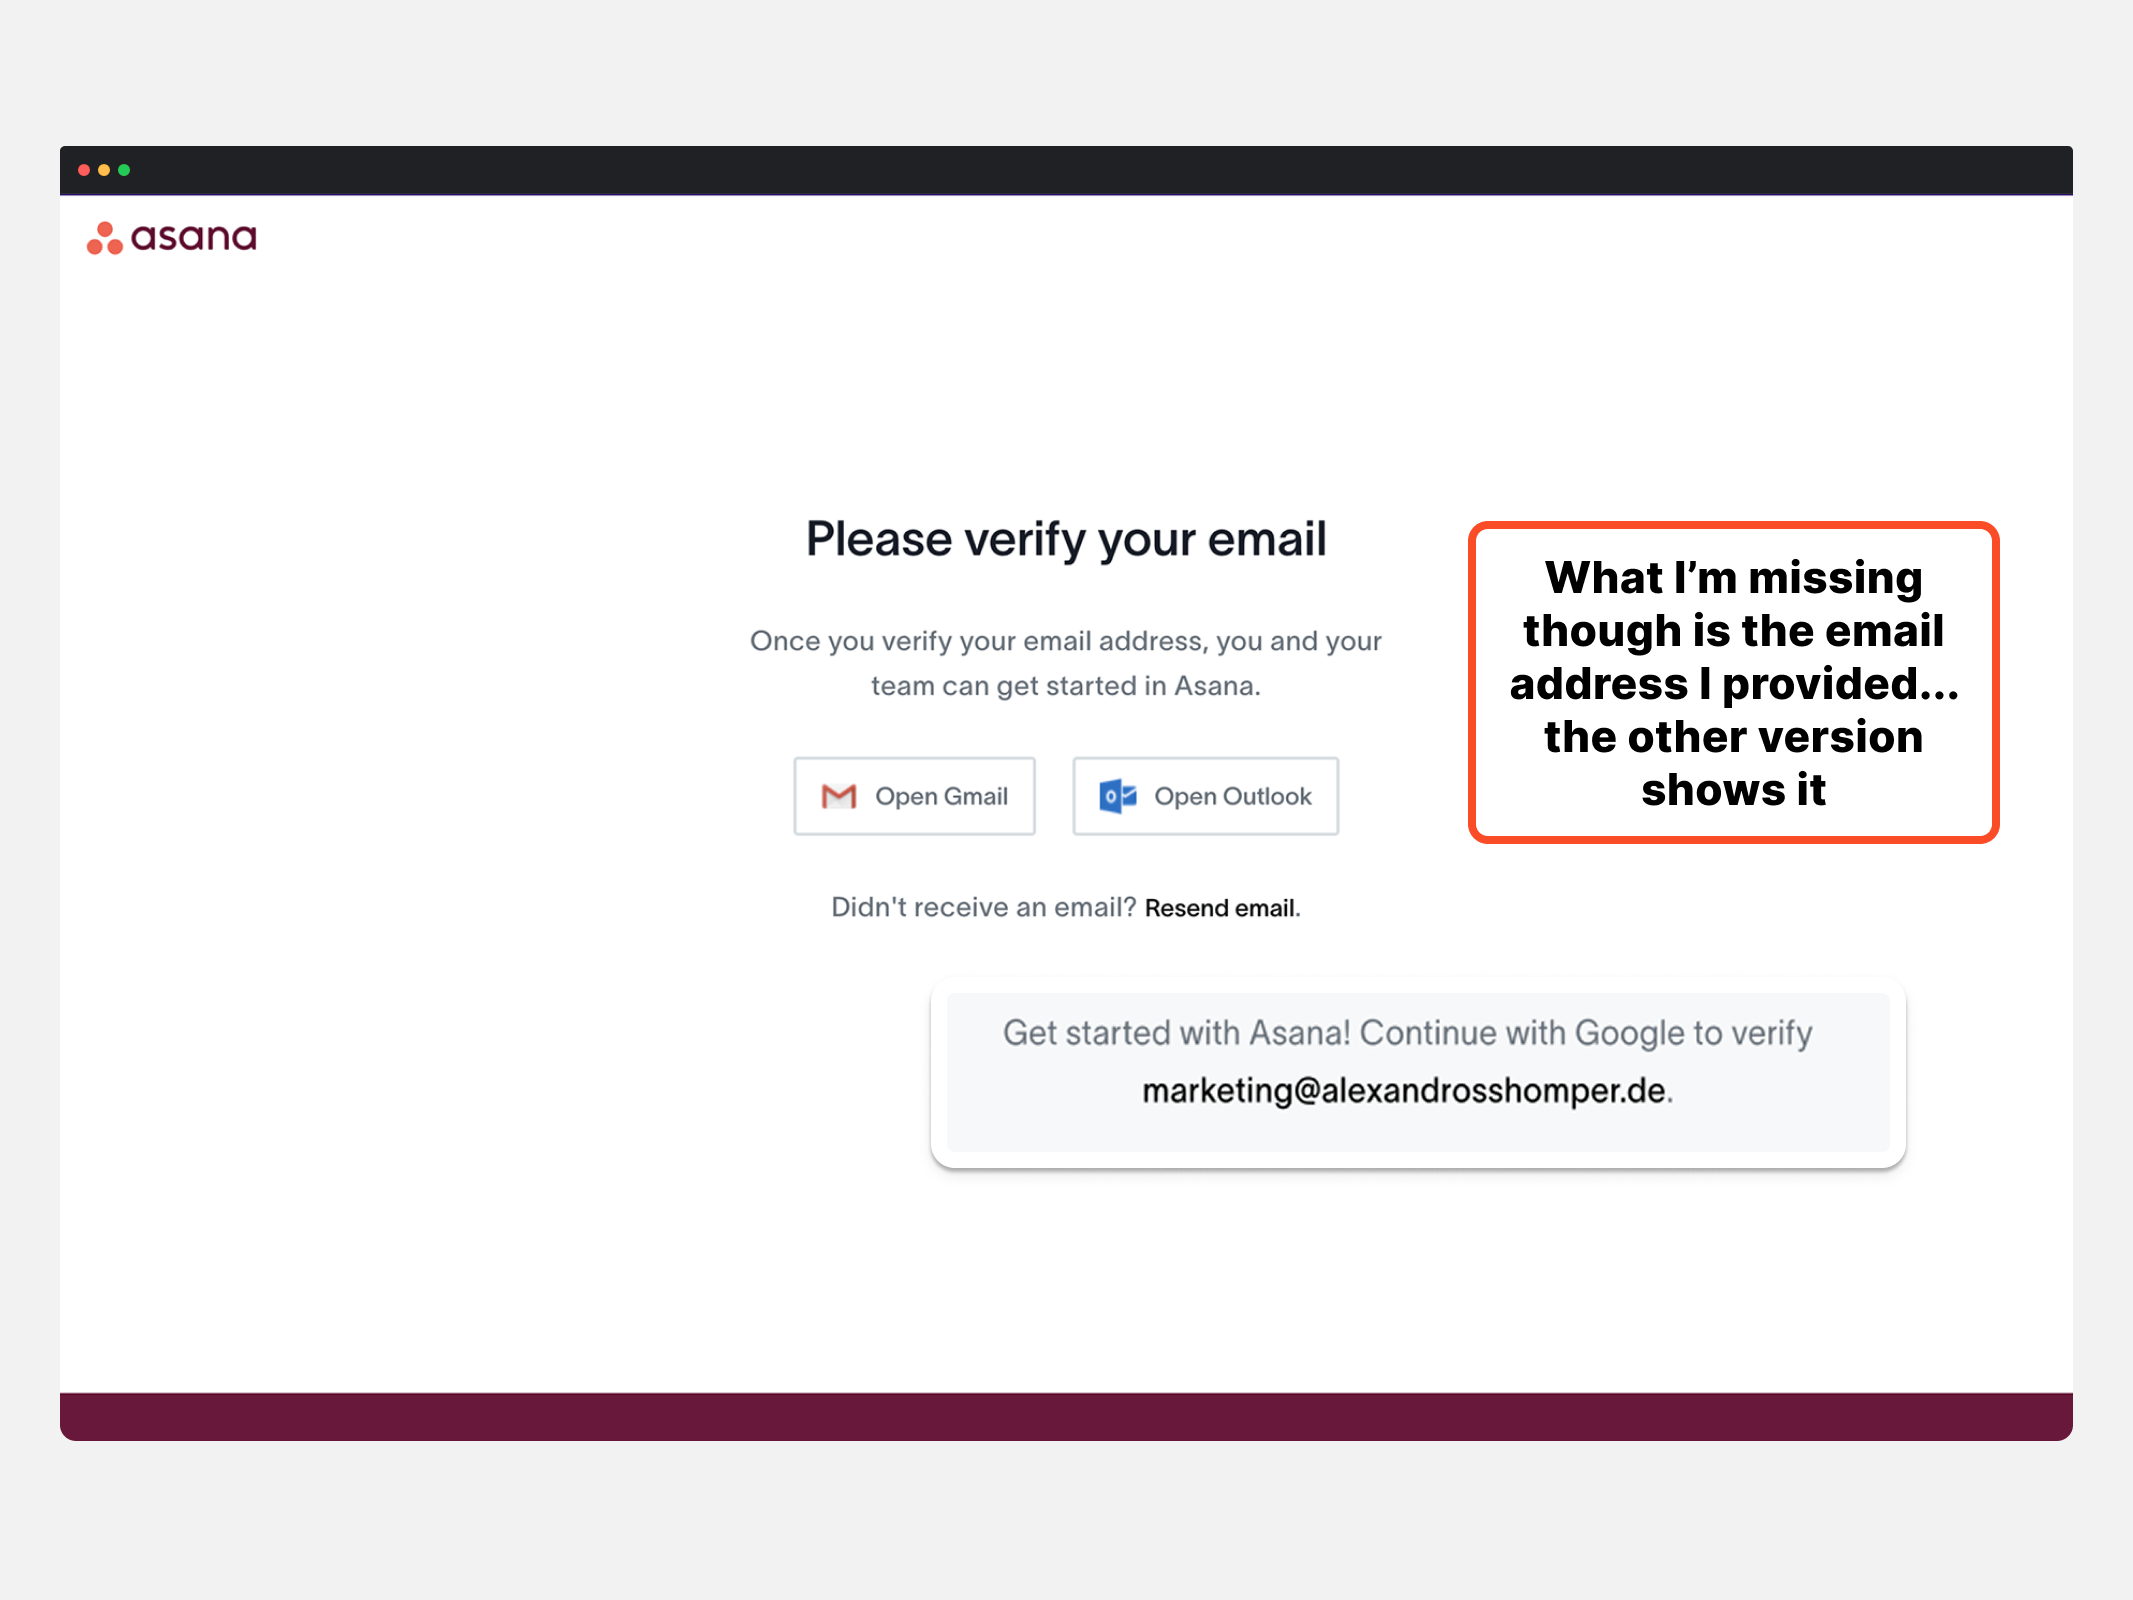 asana
Please verify your email
Once you verify your email address, you and your
team can get started in Asana.
Open Gmail
Open Outlook
Didn't receive an email? Resend email.
What I’m missing
though is the email
address I provided...
the other version
shows it
Get started with Asana! Continue with Google to verify
marketing@alexandrosshomper.de.